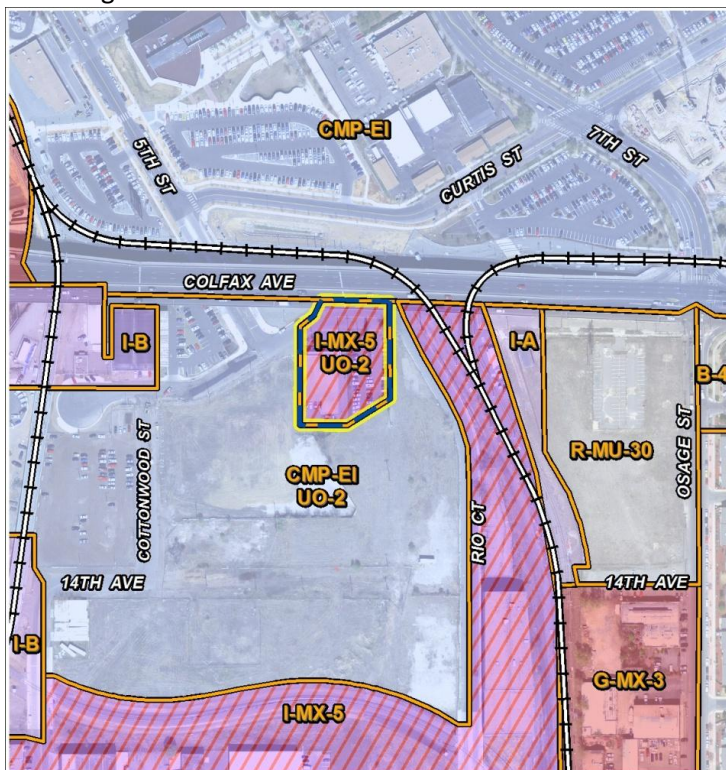 CMP-EI
5TH ST
7TH ST
CURTIS ST
COLFAX AVE
I-B
I-MX-5
UO-2
I-A
B-4
R-MU-30
OSAGE ST
COTTONWOOD ST
CMP-EI
UO-2
RIO CT
14TH AVE
14TH AVE
I-B
G-MX-3
I-MX-5